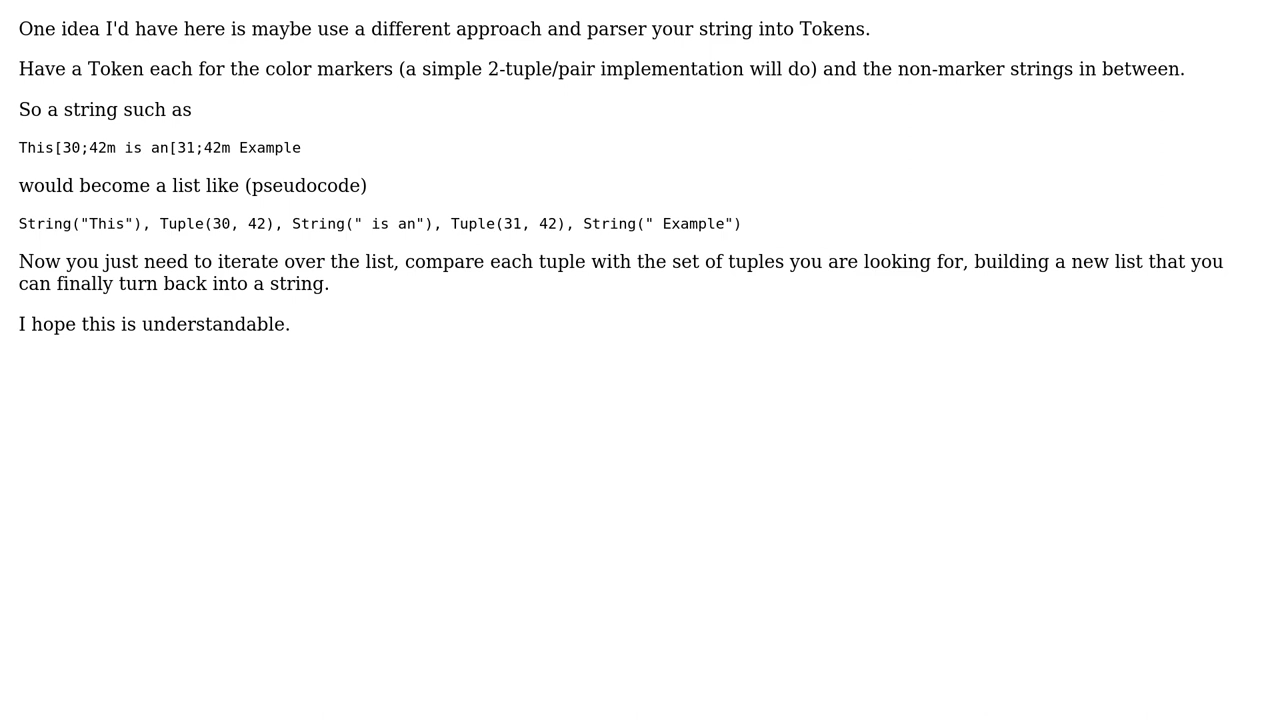 One idea I'd have here is maybe use a different approach and parser your string into Tokens.
Have a Token each for the color markers (a simple 2-tuple/pair implementation will do) and the non-marker strings in between.
So a string such as
This[30;42m is an[31;42m Example
would become a list like (pseudocode)
String("This"), Tuple(30, 42), String(" is an"), Tuple(31, 42), String(" Example")
Now you just need to iterate over the list, compare each tuple with the set of tuples you are looking for, building a new list that you
can finally turn back into a string.
I hope this is understandable.